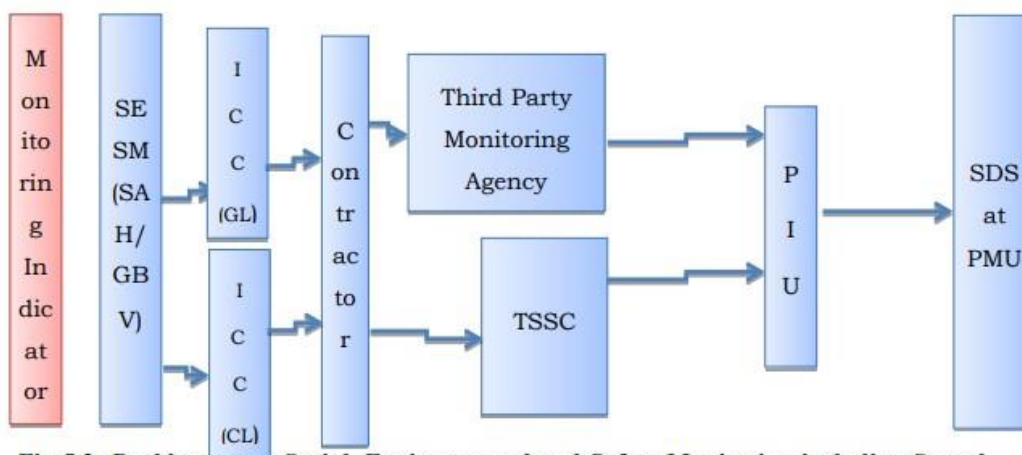 M
on
ito
rin
g
In
dic
at
or
SE
SM
(SA
H/
GB
V)
I
C
C
(GL)
I
C
C
(CL)
C
on
tr
ac
to
r
Third Party
Monitoring
Agency
TSSC
P
I
U
SDS
at
PMU